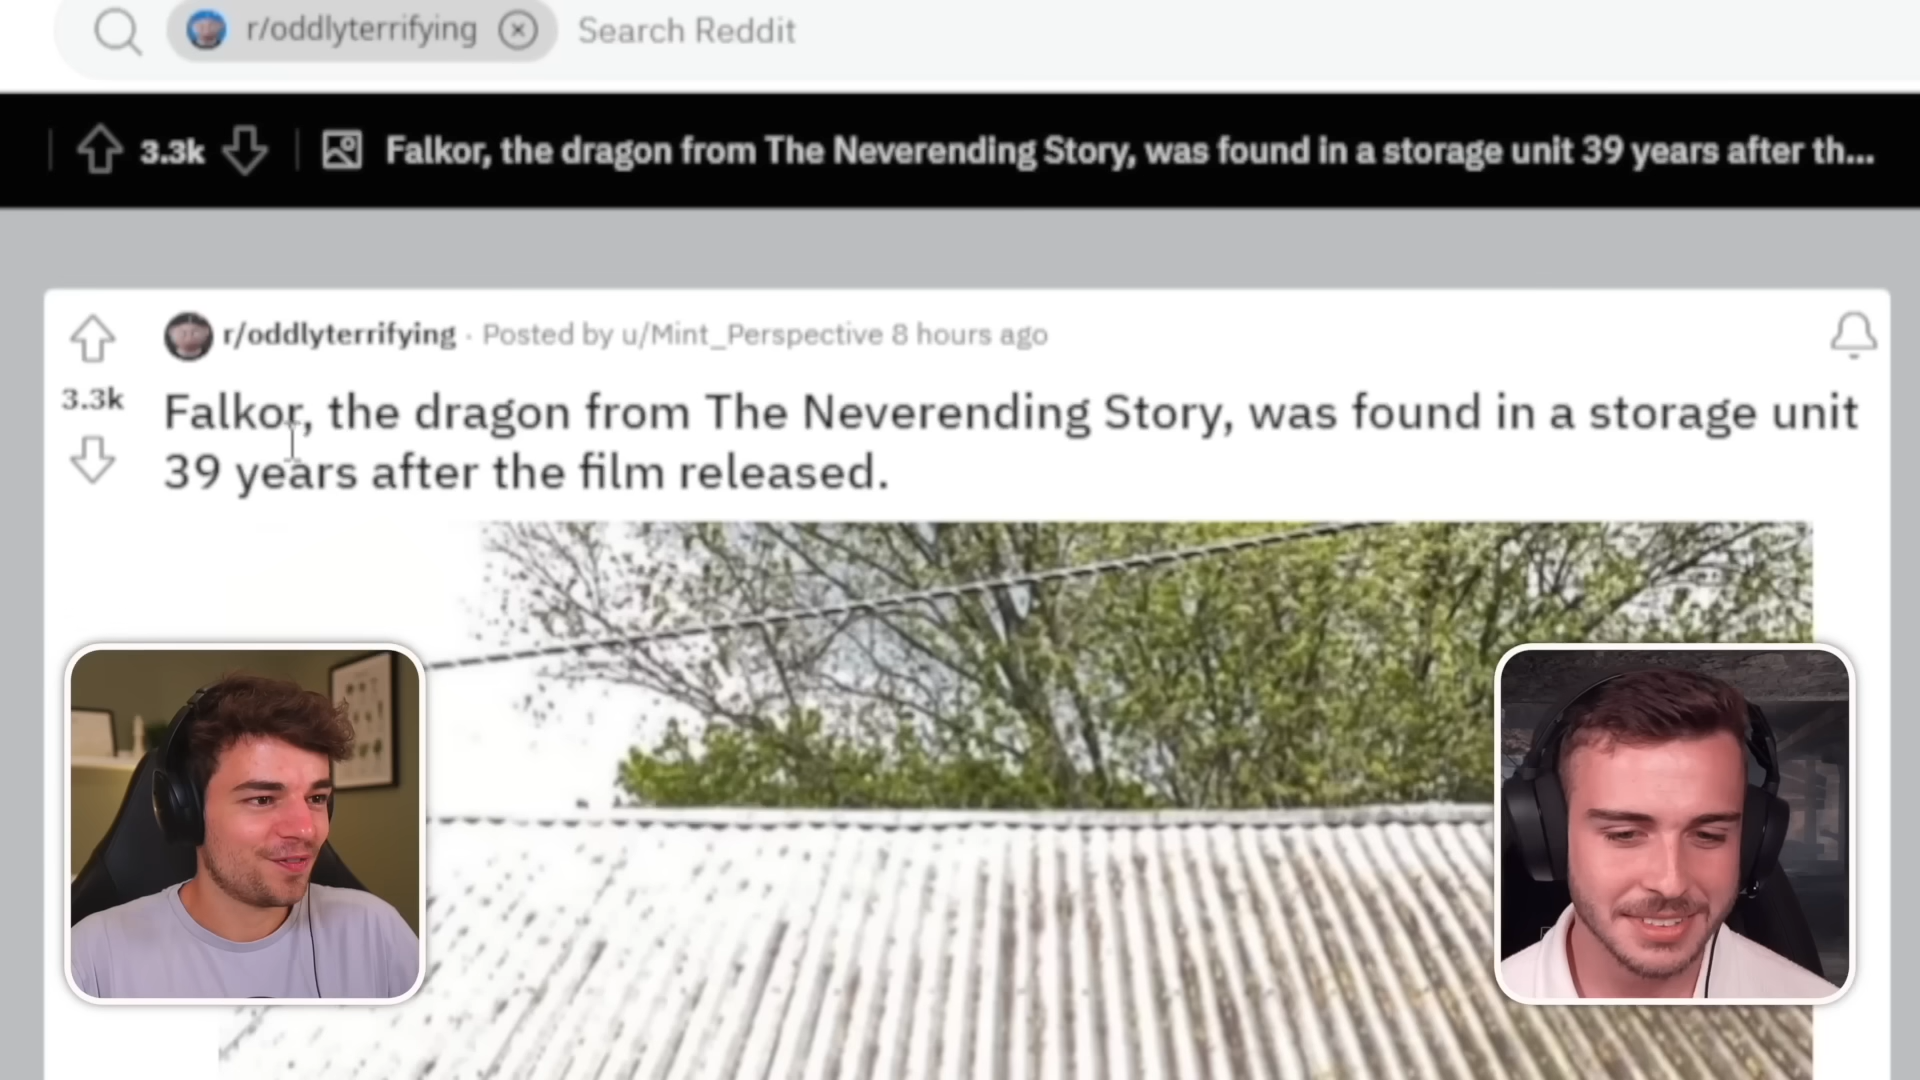 r/oddlyterrifying Search Reddit
3.3k Falkor, the dragon from The Neverending Story, was found in a storage unit 39 years after th...
r/oddlyterrifying · Posted by u/Mint_Perspective 8 hours ago
3.3k
Falkor, the dragon from The Neverending Story, was found in a storage unit
39 years after the film released.